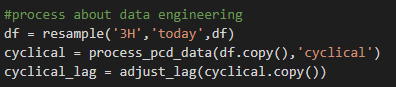 #process about data engineering
df = resample('3H','today',df)
cyclical = process_pcd_data(df.copy(),'cyclical')
cyclical_lag = adjust_lag(cyclical.copy())